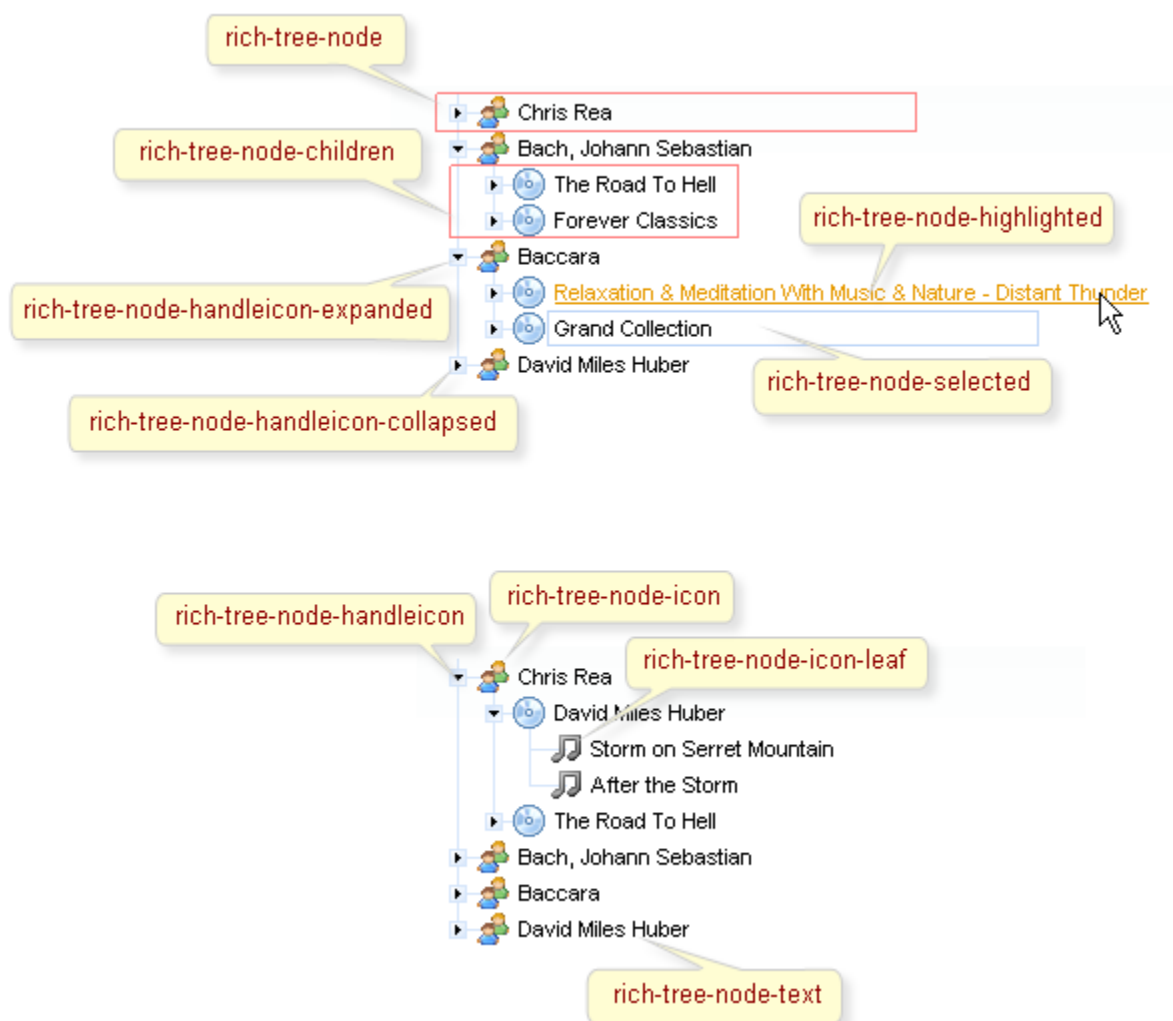 rich-tree-node
Chris Rea
rich-tree-node-children
Bach, Johann Sebastian
The Road To Hell
Forever Classics
rich-tree-node-highlighted
Baccara
rich-tree-node-handleicon-expanded
Relaxation & Meditation With Music & Nature - Distant Thunder
Grand Collection
David Miles Huber
rich-tree-node-selected
rich-tree-node-handleicon-collapsed
rich-tree-node-icon
rich-tree-node-handleicon
rich-tree-node-icon-leaf
Chris Rea
David Miles Huber
Storm on Serret Mountain
After the Storm
The Road To Hell
Bach, Johann Sebastian
Baccara
David Miles Huber
rich-tree-node-text